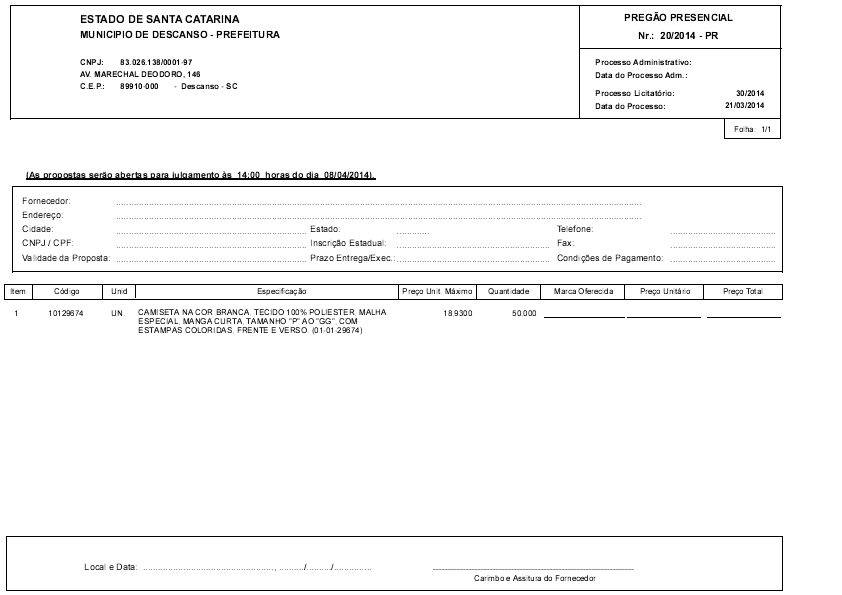 ESTADO DE SANTA CATARINA
MUNICIPIO DE DESCANSO - PREFEITURA
CNPJ: 83.026.138/0001-97
AV. MARECHAL DEODORO, 146
C.E.P.: 89910-000 - Descanso - SC
PREGÃO PRESENCIAL
Nr.: 20/2014 - PR
Processo Administrativo:
Data do Processo Adm.:
Processo Licitatório: 30/2014
Data do Processo: 21/03/2014
Folha: 1/1
(As propostas serão abertas para julgamento às 14:00 horas do dia 08/04/2014).
Fornecedor:
Endereço:
Cidade: Estado: Telefone:
CNPJ / CPF: Inscrição Estadual: Fax:
Validade da Proposta: Prazo Entrega/Exec.: Condições de Pagamento:
Item Código Unid Especificação Preço Unit. Máximo Quantidade Marca Oferecida Preço Unitário Preço Total
1 10129674 UN. CAMISETA NA COR BRANCA, TECIDO 100% POLIESTER, MALHA 18,9300 50,000
ESPECIAL, MANGA CURTA, TAMANHO "P" AO "GG", COM
ESTAMPAS COLORIDAS, FRENTE E VERSO. (01-01-29674)
Local e Data: ............................................, ........../........./.............
Carimbo e Assitura do Fornecedor